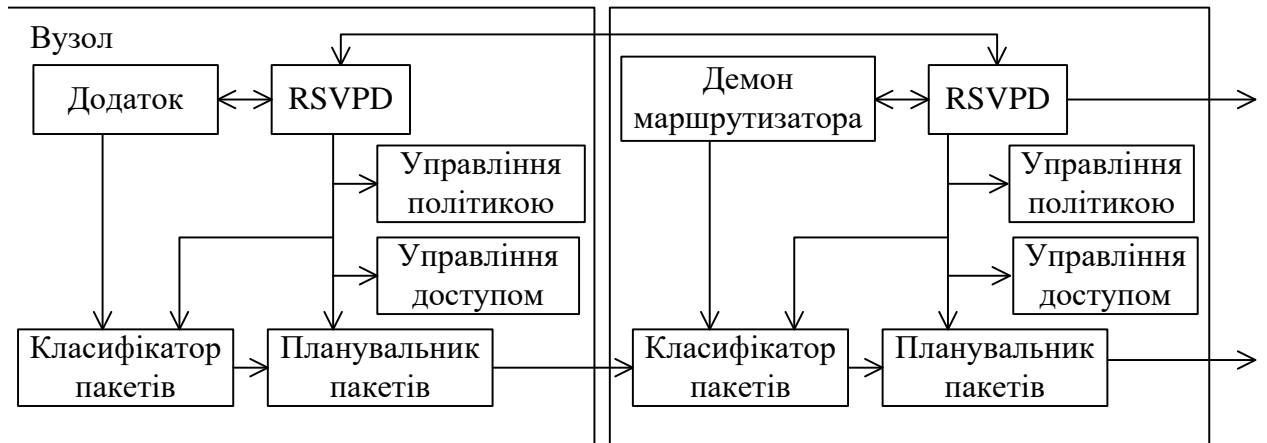 Вузол
Додаток
RSVPD
Управління
політикою
Управління
доступом
Класифікатор
пакетів
Планувальник
пакетів
Демон
маршрутизатора
RSVPD
Управління
політикою
Управління
доступом
Класифікатор
пакетів
Планувальник
пакетів